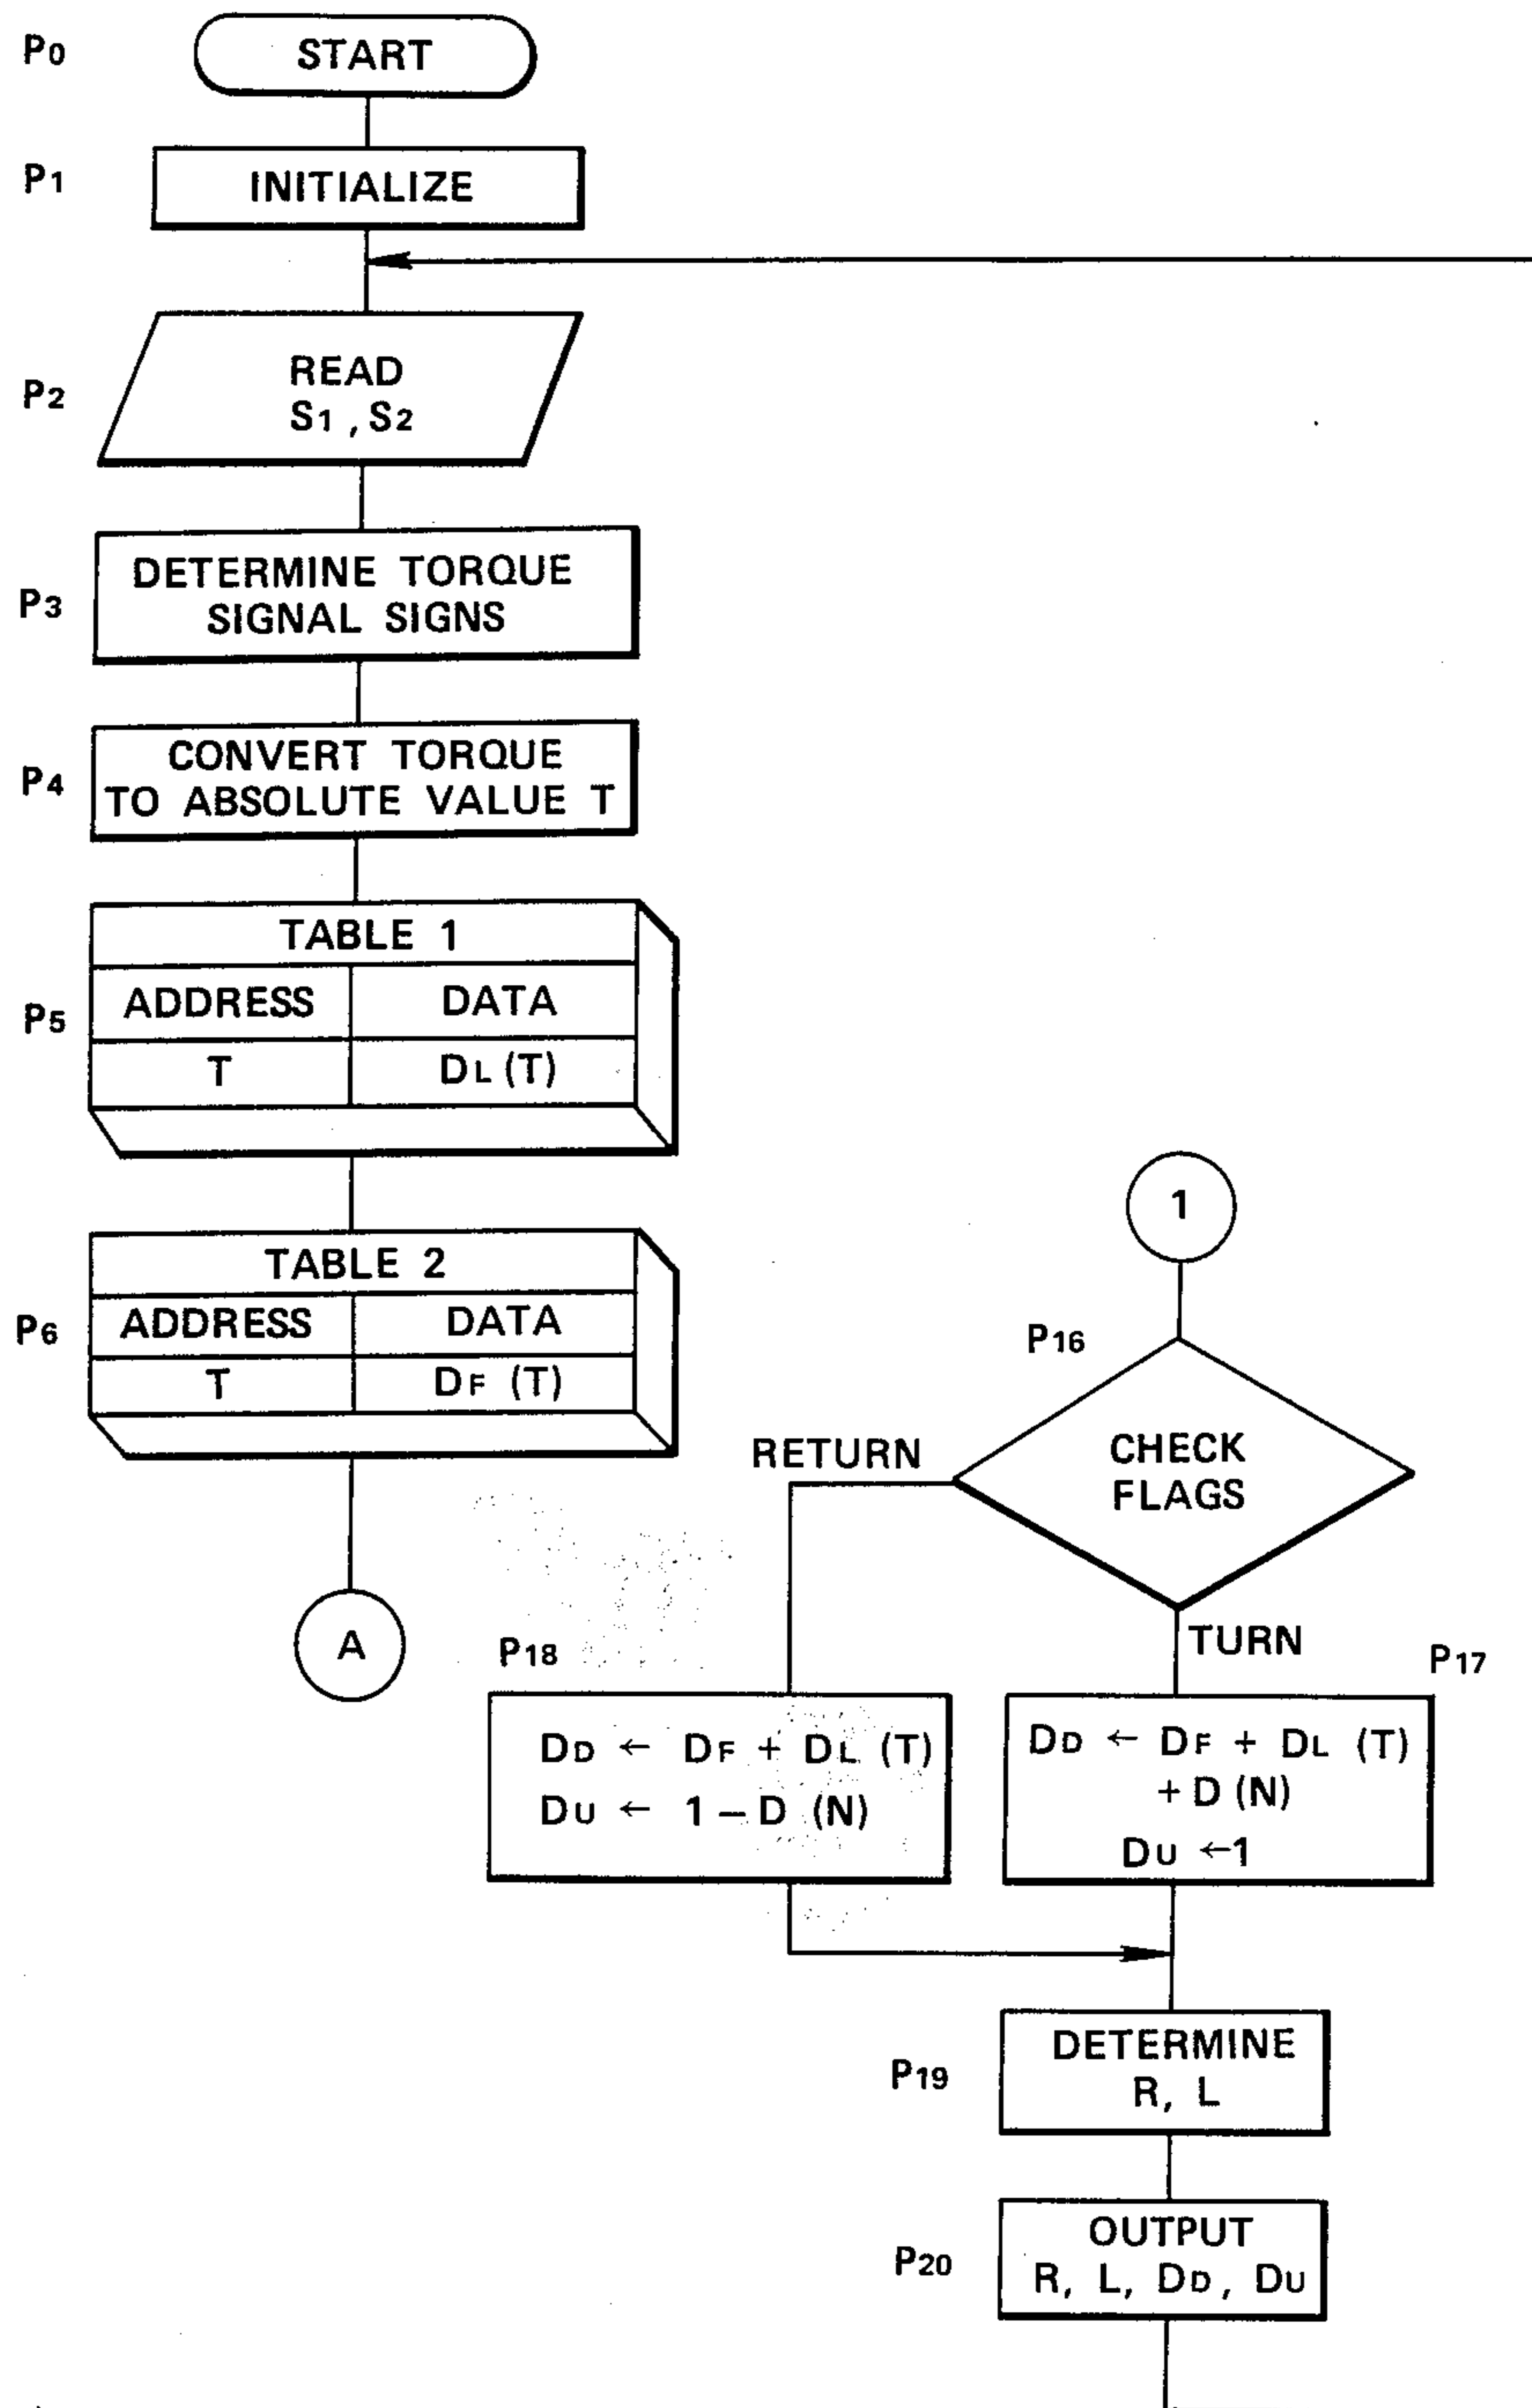 P0
START
P1
INITIALIZE
P2
READ
S1 , S2
P3
DETERMINE TORQUE
SIGNAL SIGNS
P4
CONVERT TORQUE
TO ABSOLUTE VALUE T
P5
TABLE 1
ADDRESS DATA
T DL (T)
P6
TABLE 2
ADDRESS DATA
T DF (T)
A
1
P16
CHECK
FLAGS
RETURN
TURN
P18
DD ← DF + DL (T)
DU ← 1 – D (N)
P17
DD ← DF + DL (T)
+ D (N)
DU ←1
P19
DETERMINE
R, L
P20
OUTPUT
R, L, DD, DU